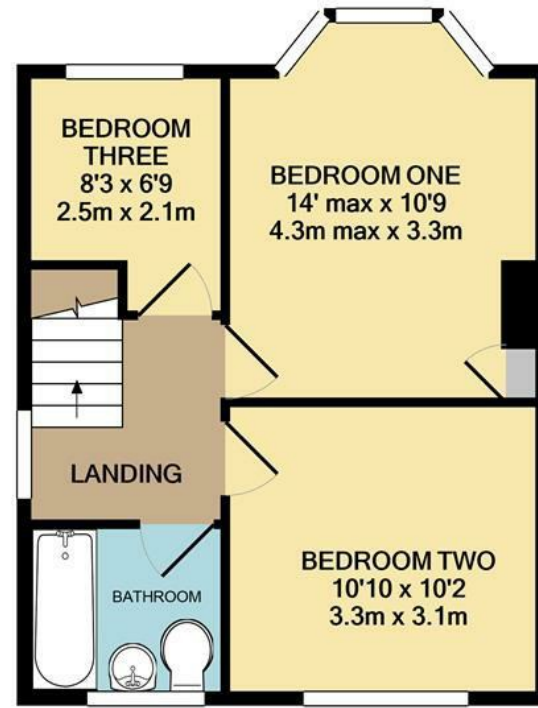 BEDROOM
THREE
8'3 x 6'9
2.5m x 2.1m
BEDROOM ONE
14' max x 10'9
4.3m max x 3.3m
LANDING
BEDROOM TWO
10'10 x 10'2
3.3m x 3.1m
BATHROOM